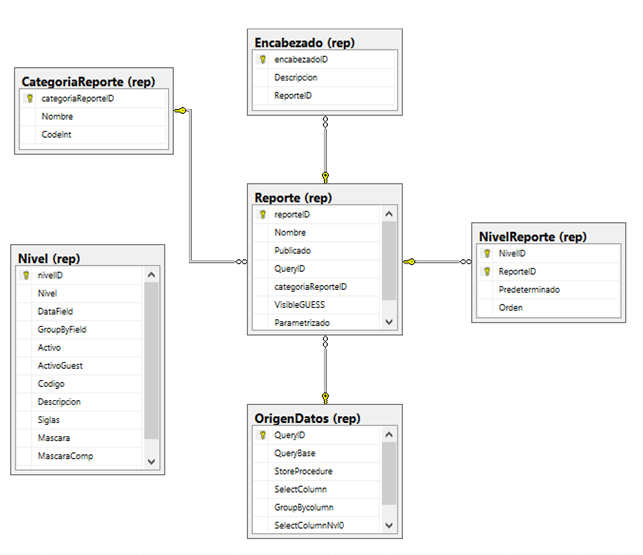 Encabezado (rep)
encabezadoID
Descripcion
ReporteID
CategoriaReporte (rep)
categoriaReporteID
Nombre
CodeInt
Reporte (rep)
reporteID
Nombre
Publicado
QueryID
categoriaReporteID
VisibleGUESS
Parametrizado
NivelReporte (rep)
NivelID
ReporteID
Predeterminado
Orden
Nivel (rep)
nivelID
Nivel
DataField
GroupByField
Activo
ActivoGuest
Codigo
Descripcion
Siglas
Mascara
MascaraComp
OrigenDatos (rep)
QueryID
QueryBase
StoreProcedure
SelectColumn
GroupBycolumn
SelectColumnNvl0